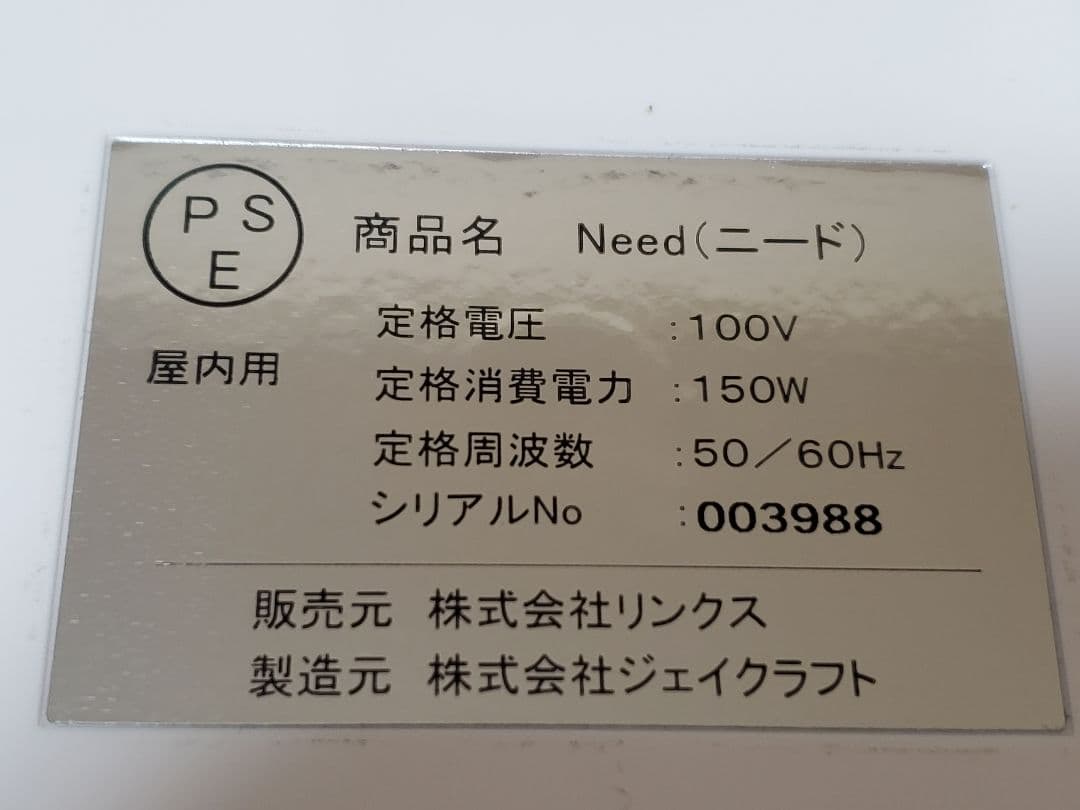 PS
E
商品名 Need(ニード)
屋内用
定格電圧 :100V
定格消費電力 :150W
定格周波数 :50/60Hz
シリアルNo :003988
販売元 株式会社リンクス
製造元 株式会社ジェイクラフト